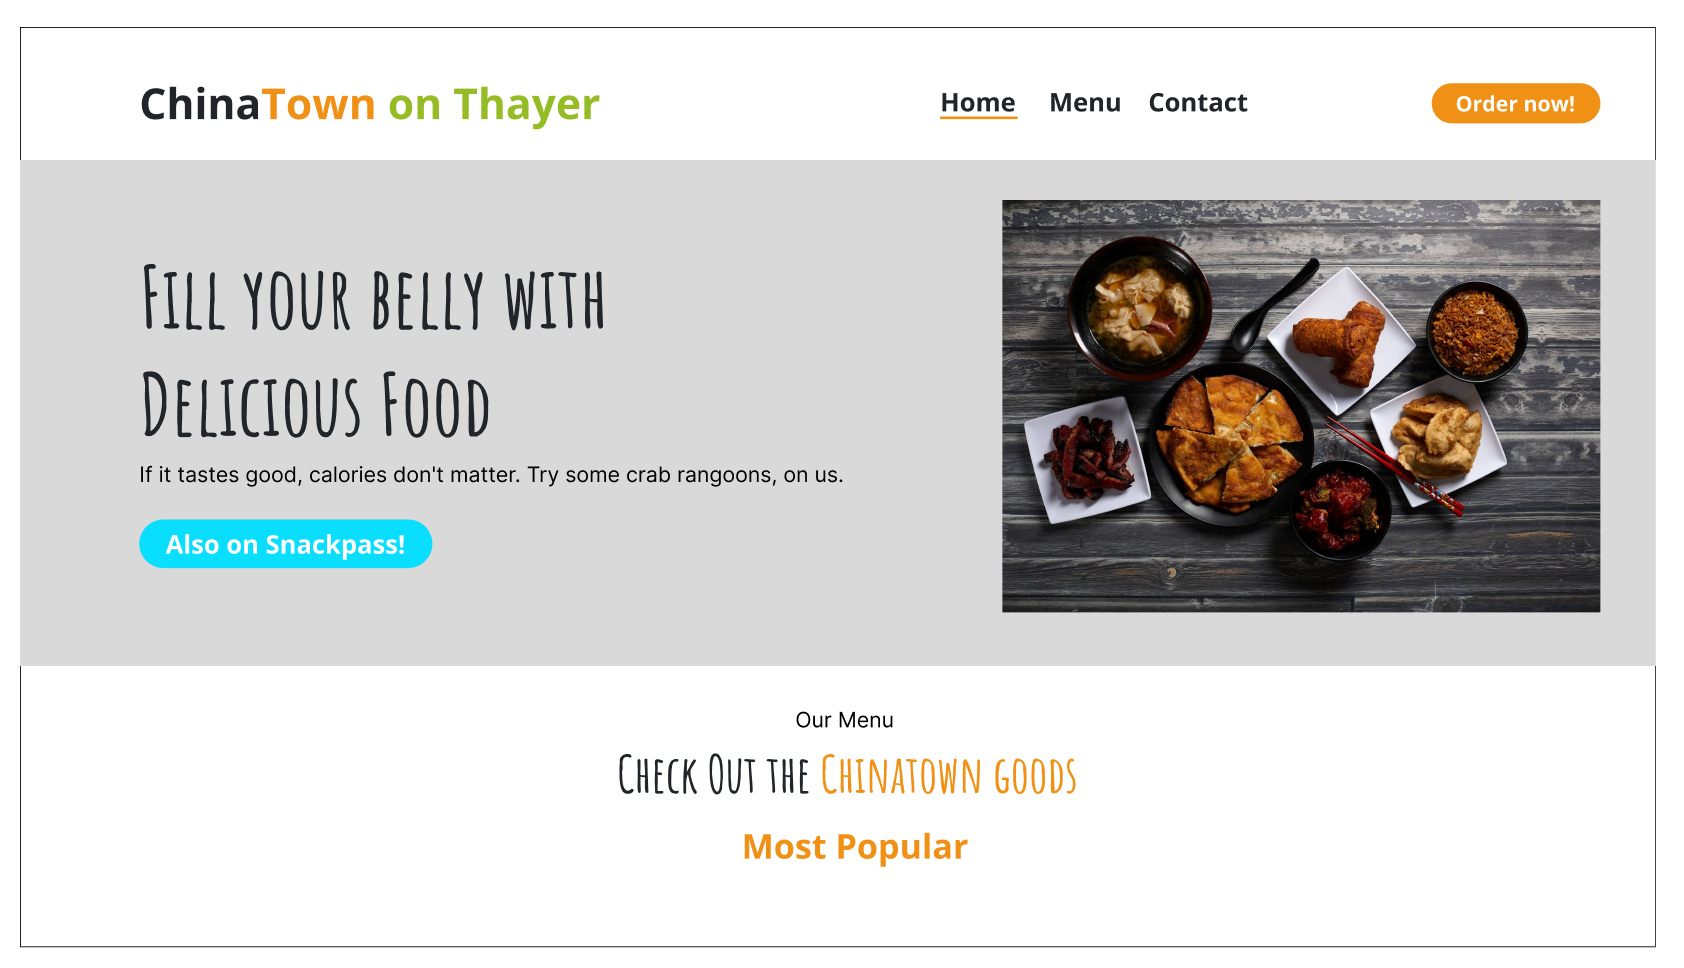 ChinaTown on Thayer
Home Menu Contact
Order now!
Fill your belly with
Delicious Food
If it tastes good, calories don't matter. Try some crab rangoons, on us.
Also on Snackpass!
Our Menu
Check Out the Chinatown goods
Most Popular